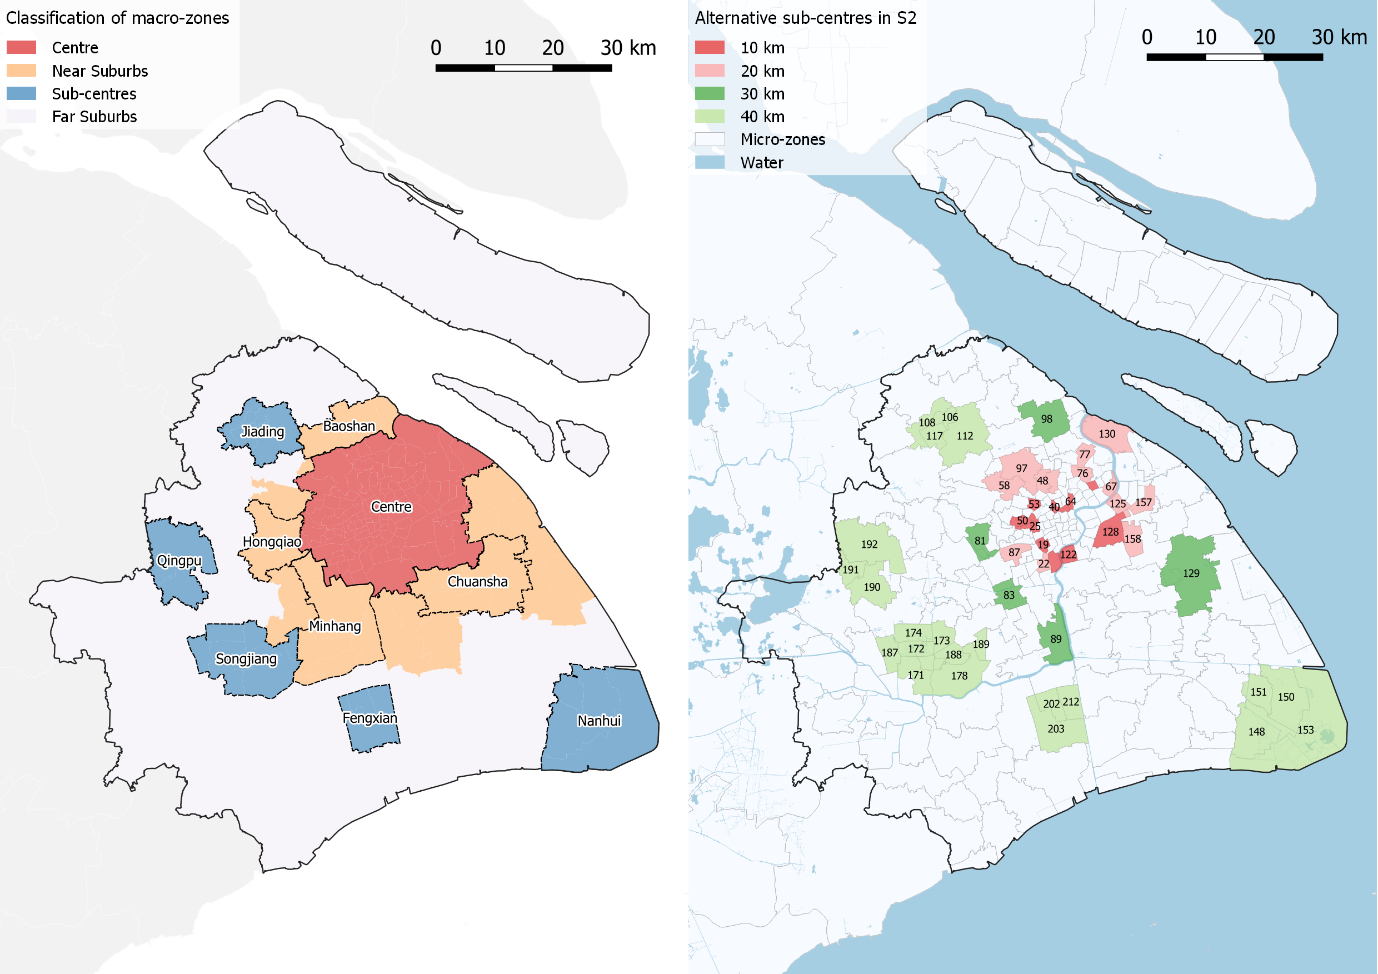 Classification of macro-zones
Centre
Near Suburbs
Sub-centres
Far Suburbs
0 10 20 30 km
Jiading
Baoshan
Centre
Hongqiao
Qingpu
Chuansha
Minhang
Songjiang
Fengxian
Nanhui
Alternative sub-centres in S2
10 km
20 km
30 km
40 km
Micro-zones
Water
0 10 20 30 km
106
108
98
117
112
130
77
97
76
58
48
67
53
40
64
125
157
50
25
192
81
19
128
158
87
122
22
191
129
190
83
174
173
89
189
187
172
188
171
178
151
150
202
212
203
148
153